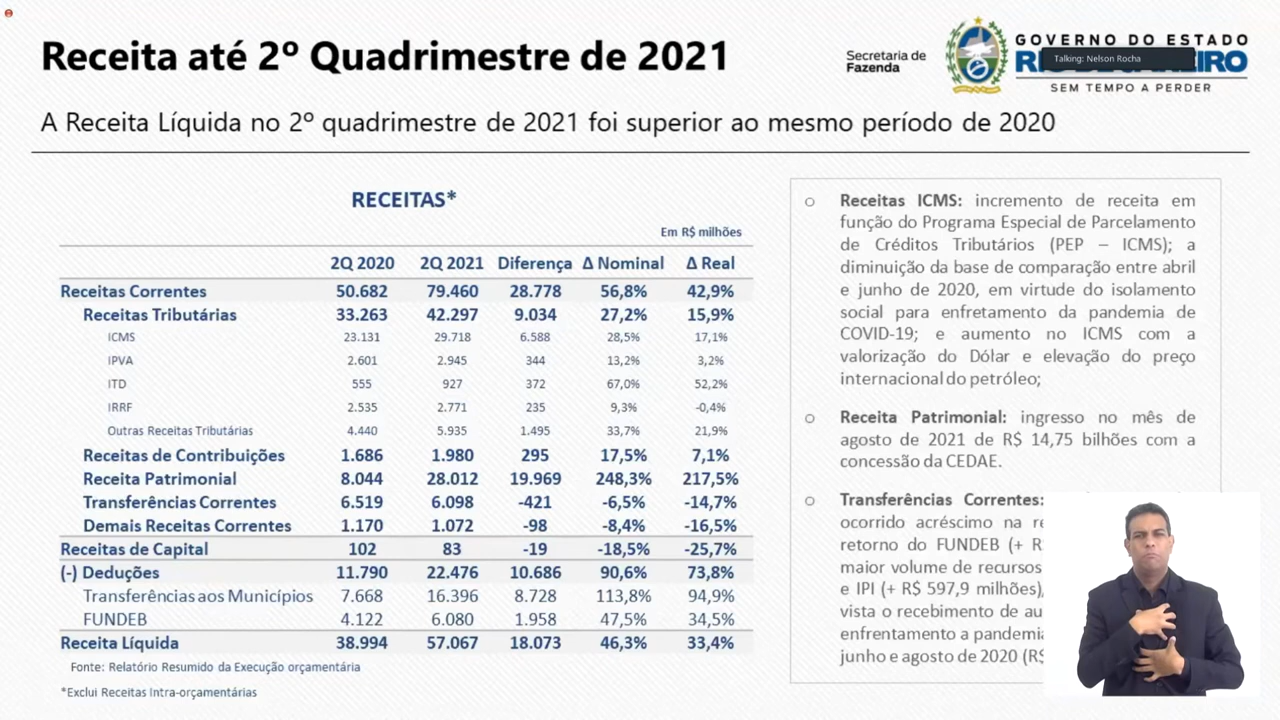 Receita até 2º Quadrimestre de 2021
Secretaria de
Fazenda
GOVERNO DO ESTADO
Talking: Nelson Rocha
SEM TEMPO A PERDER
A Receita Líquida no 2º quadrimestre de 2021 foi superior ao mesmo período de 2020
RECEITAS*
Em R$ milhões
2Q 2020 2Q 2021 Diferença Δ Nominal Δ Real
Receitas Correntes 50.682 79.460 28.778 56,8% 42,9%
Receitas Tributárias 33.263 42.297 9.034 27,2% 15,9%
ICMS 23.131 29.718 6.588 28,5% 17,1%
IPVA 2.601 2.945 344 13,2% 3,2%
ITD 555 927 372 67,0% 52,2%
IRRF 2.535 2.771 235 9,3% -0,4%
Outras Receitas Tributárias 4.440 5.935 1.495 33,7% 21,9%
Receitas de Contribuições 1.686 1.980 295 17,5% 7,1%
Receita Patrimonial 8.044 28.012 19.969 248,3% 217,5%
Transferências Correntes 6.519 6.098 -421 -6,5% -14,7%
Demais Receitas Correntes 1.170 1.072 -98 -8,4% -16,5%
Receitas de Capital 102 83 -19 -18,5% -25,7%
(-) Deduções 11.790 22.476 10.686 90,6% 73,8%
Transferências aos Municípios 7.668 16.396 8.728 113,8% 94,9%
FUNDEB 4.122 6.080 1.958 47,5% 34,5%
Receita Líquida 38.994 57.067 18.073 46,3% 33,4%
Fonte: Relatório Resumido da Execução orçamentária
*Exclui Receitas Intra-orçamentárias
o Receitas ICMS: incremento de receita em
função do Programa Especial de Parcelamento
de Créditos Tributários (PEP – ICMS); a
diminuição da base de comparação entre abril
e junho de 2020, em virtude do isolamento
social para enfretamento da pandemia de
COVID-19; e aumento no ICMS com a
valorização do Dólar e elevação do preço
internacional do petróleo;
o Receita Patrimonial: ingresso no mês de
agosto de 2021 de R$ 14,75 bilhões com a
concessão da CEDAE.
o Transferências Correntes:
ocorrido acréscimo na re
retorno do FUNDEB (+ R
maior volume de recursos
e IPI (+ R$ 597,9 milhões),
vista o recebimento de au
enfrentamento a pandemia
junho e agosto de 2020 (R$